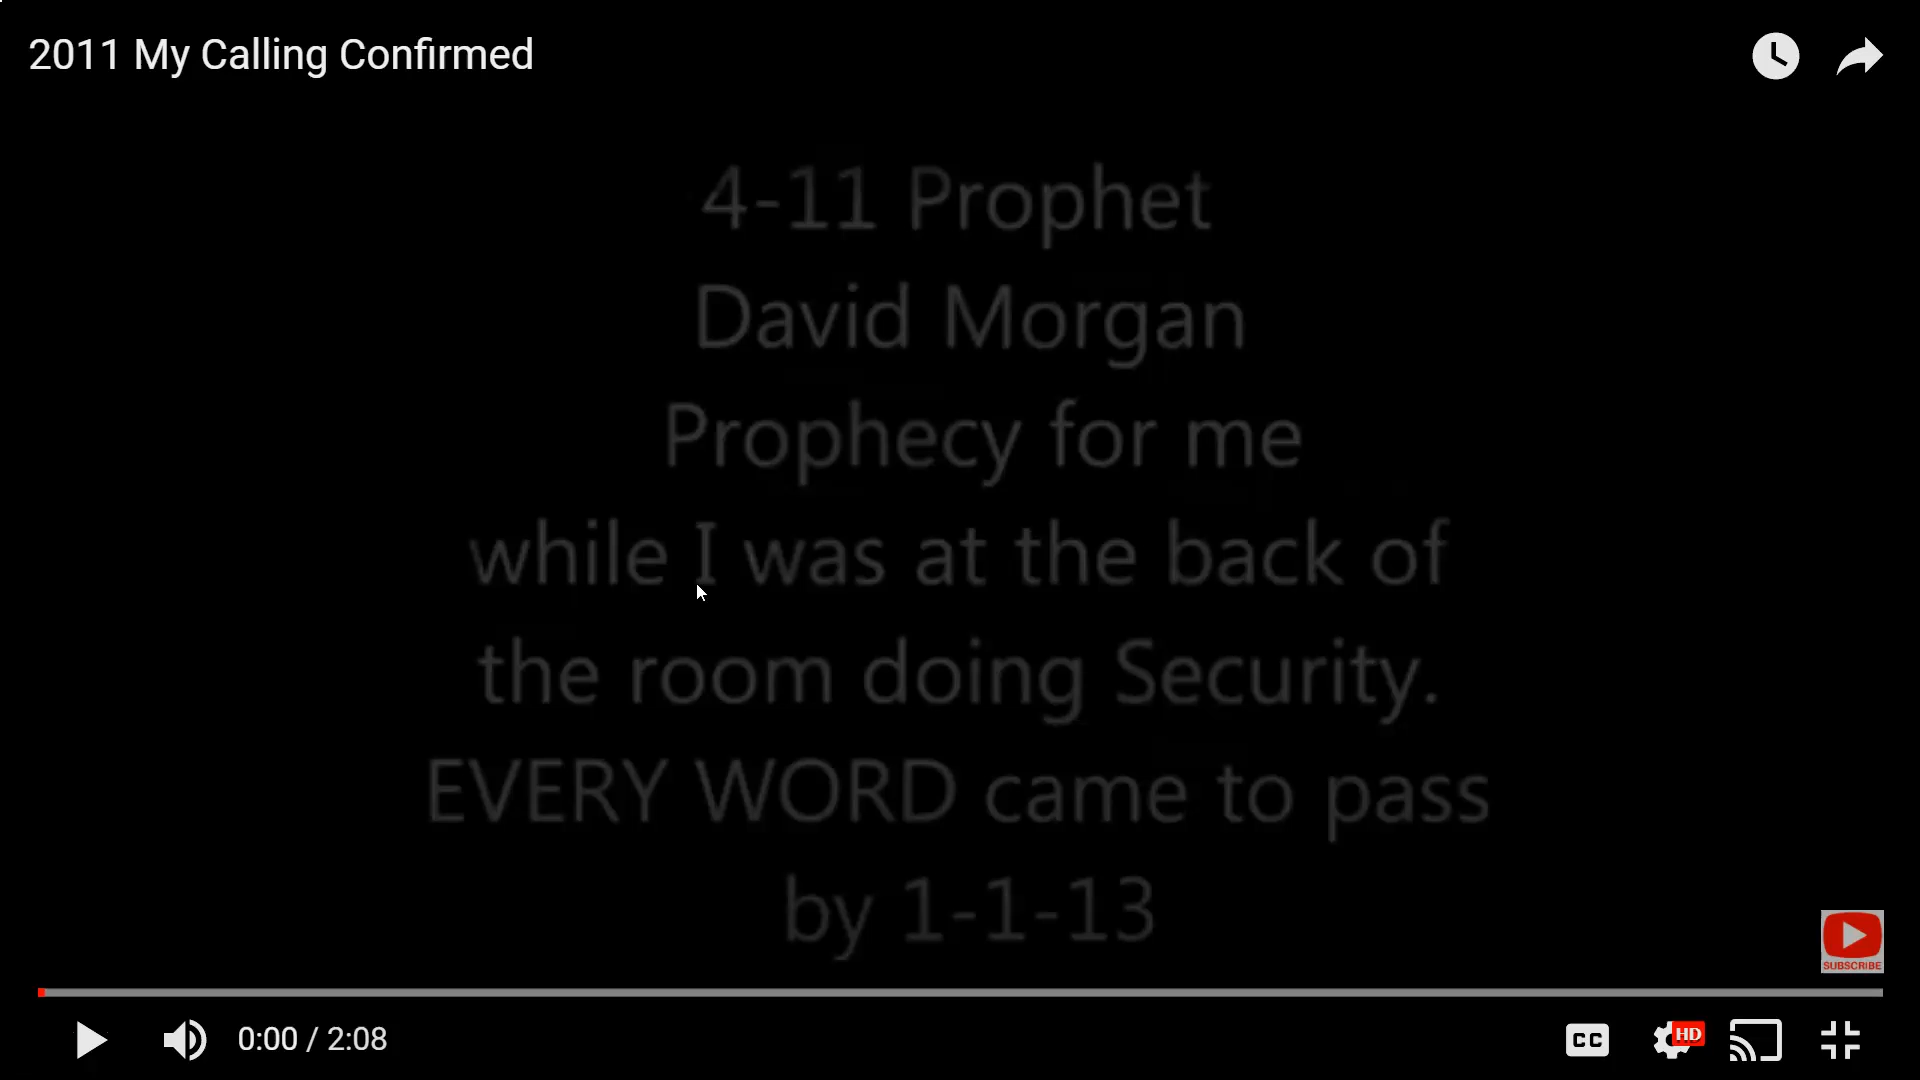 2011 My Calling Confirmed
4-11 Prophet
David Morgan
Prophecy for me
while I was at the back of
the room doing Security.
EVERY WORD came to pass
by 1-1-13
SUBSCRIBE
0:00 / 2:08
CC
HD